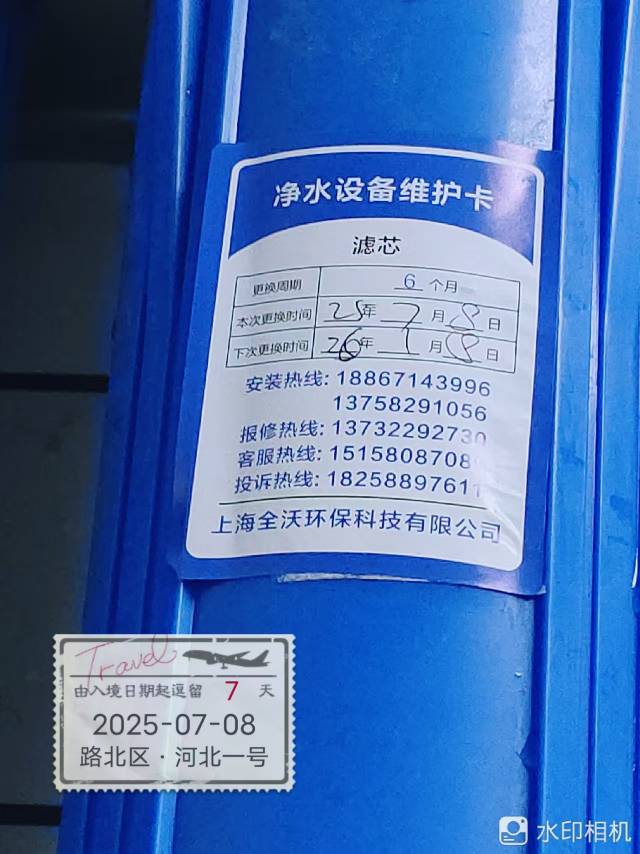 净水设备维护卡
滤芯
更换周期 6 个月
本次更换时间 25年 7月 8日
下次更换时间 26年 1月 8日
安装热线: 18867143996
13758291056
报修热线: 13732292730
客服热线: 1515808708
投诉热线: 18258897611
上海全沃环保科技有限公司
Travel
由入境日期起逗留 7 天
2025-07-08
路北区·河北一号
水印相机